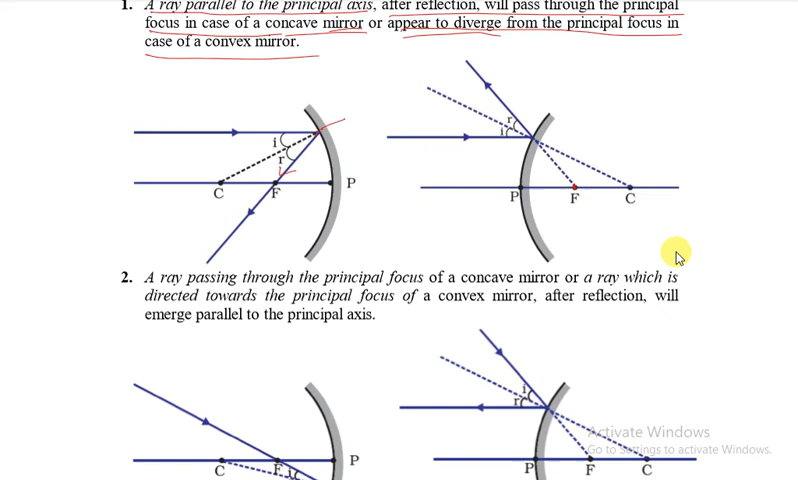 1. A ray parallel to the principal axis, after reflection, will pass through the principal
focus in case of a concave mirror or appear to diverge from the principal focus in
case of a convex mirror.
i
r
C
F
P
r
i
P
F
C
2. A ray passing through the principal focus of a concave mirror or a ray which is
directed towards the principal focus of a convex mirror, after reflection, will
emerge parallel to the principal axis.
i
r
C
F
i
P
P
F
C
Activate Windows
Go to Settings to activate Windows.